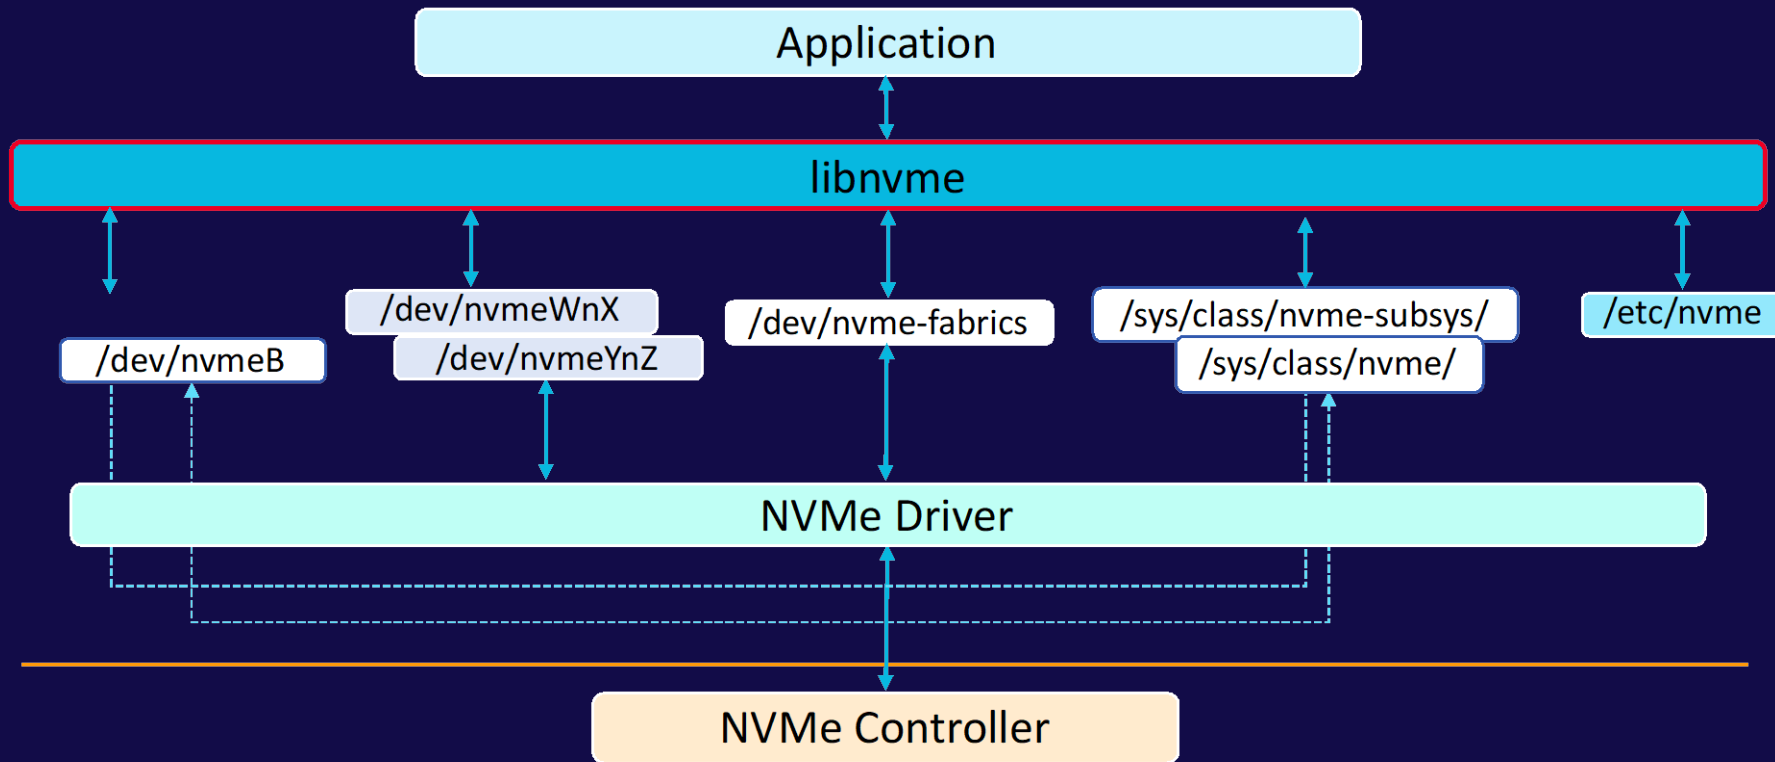 Application
libnvme
/dev/nvmeB
/dev/nvmeWnX
/dev/nvmeYnZ
/dev/nvme-fabrics
/sys/class/nvme-subsys/
/sys/class/nvme/
/etc/nvme
NVMe Driver
NVMe Controller